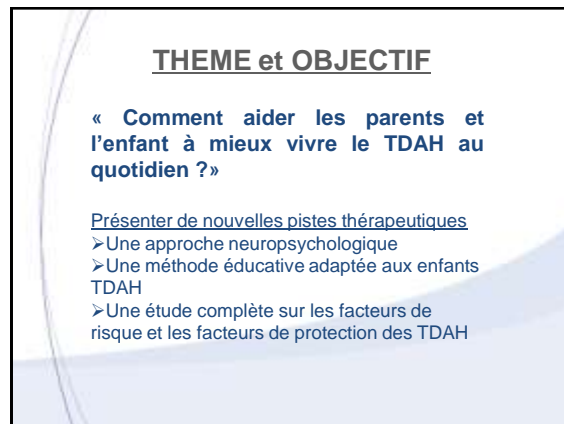 THEME et OBJECTIF
« Comment aider les parents et
l’enfant à mieux vivre le TDAH au
quotidien ?»
Présenter de nouvelles pistes thérapeutiques
➢Une approche neuropsychologique
➢Une méthode éducative adaptée aux enfants
TDAH
➢Une étude complète sur les facteurs de
risque et les facteurs de protection des TDAH